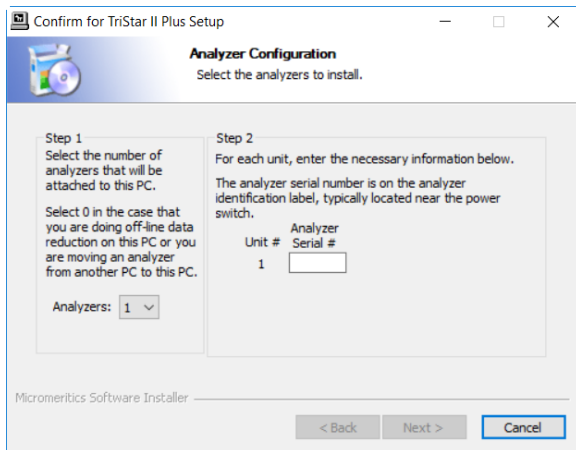 Confirm for TriStar II Plus Setup
Analyzer Configuration
Select the analyzers to install.
Step 1
Select the number of
analyzers that will be
attached to this PC.
Select 0 in the case that
you are doing off-line data
reduction on this PC or you
are moving an analyzer
from another PC to this PC.
Analyzers: 1
Step 2
For each unit, enter the necessary information below.
The analyzer serial number is on the analyzer
identification label, typically located near the power
switch.
Analyzer
Unit # Serial #
1
Micromeritics Software Installer
< Back Next > Cancel